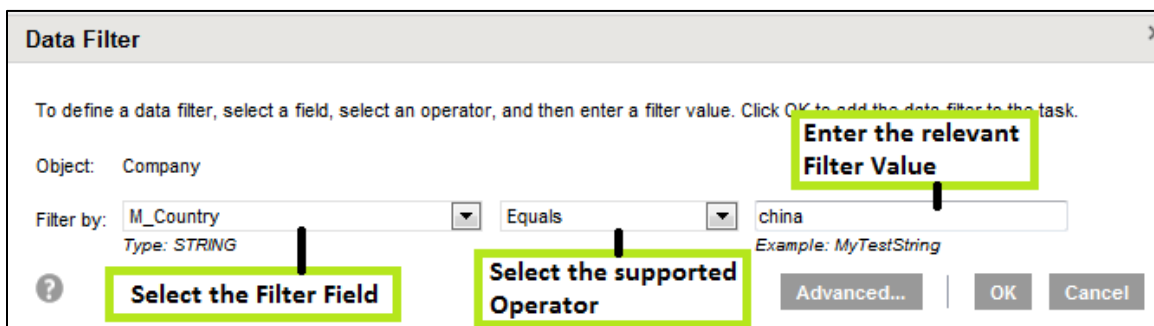 Data Filter
To define a data filter, select a field, select an operator, and then enter a filter value. Click OK to add the data filter to the task.
Enter the relevant
Filter Value
Object: Company
Filter by: M_Country Equals china
Type: STRING Example: MyTestString
Select the Filter Field
Select the supported
Operator
? Advanced... OK Cancel